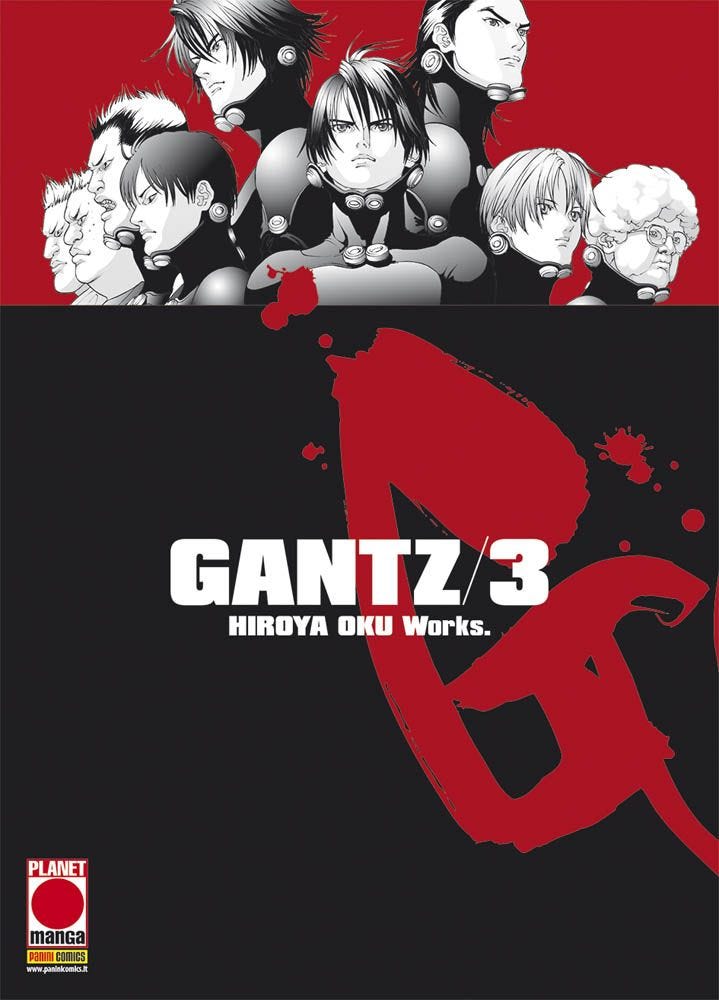 GANTZ/3
HIROYA OKU Works.
PLANET
manga
PANINI COMICS
www.paninicomics.it